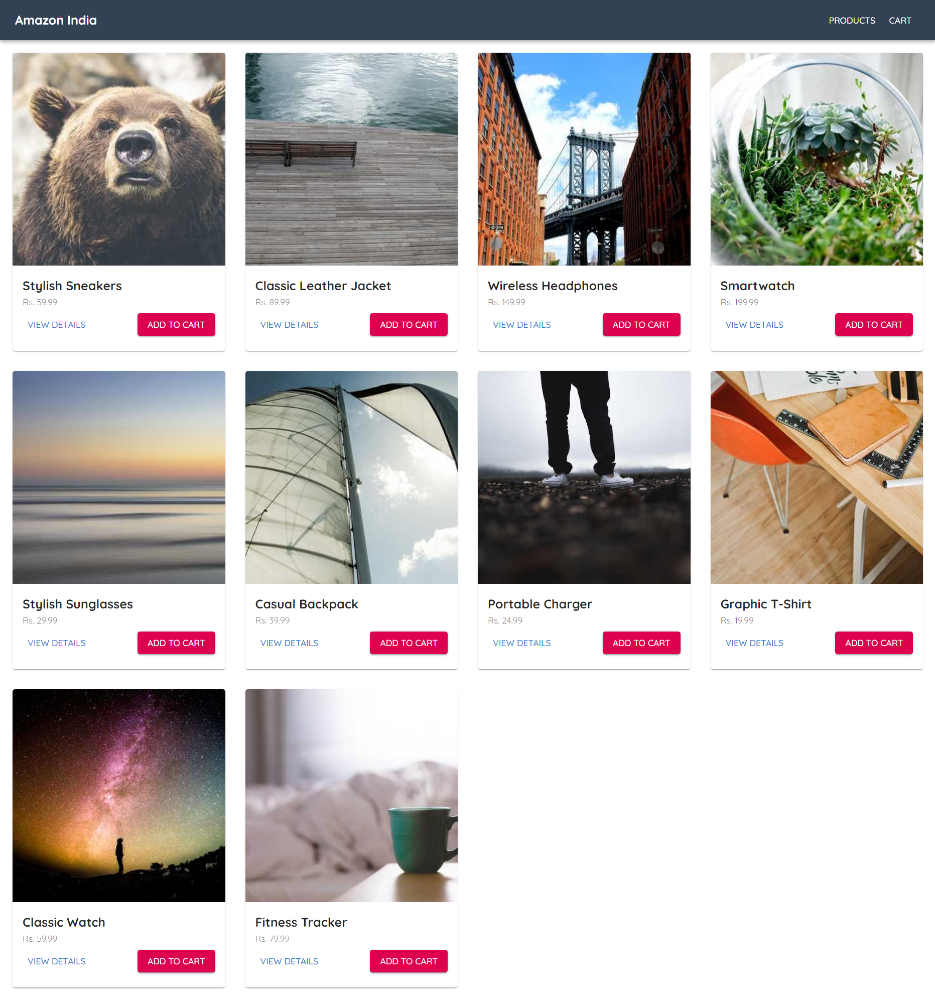 Amazon India
PRODUCTS CART
Stylish Sneakers
Rs. 59.99
VIEW DETAILS ADD TO CART
Classic Leather Jacket
Rs. 89.99
VIEW DETAILS ADD TO CART
Wireless Headphones
Rs. 149.99
VIEW DETAILS ADD TO CART
Smartwatch
Rs. 199.99
VIEW DETAILS ADD TO CART
Stylish Sunglasses
Rs. 29.99
VIEW DETAILS ADD TO CART
Casual Backpack
Rs. 39.99
VIEW DETAILS ADD TO CART
Portable Charger
Rs. 24.99
VIEW DETAILS ADD TO CART
Graphic T-Shirt
Rs. 19.99
VIEW DETAILS ADD TO CART
Classic Watch
Rs. 59.99
VIEW DETAILS ADD TO CART
Fitness Tracker
Rs. 79.99
VIEW DETAILS ADD TO CART